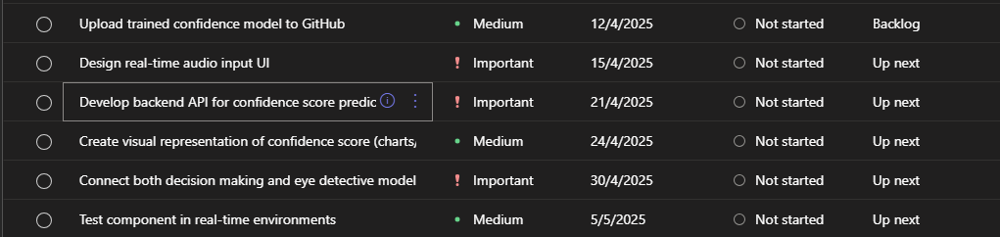 Upload trained confidence model to GitHub Medium 12/4/2025 Not started Backlog
Design real-time audio input UI Important 15/4/2025 Not started Up next
Develop backend API for confidence score predic Important 21/4/2025 Not started Up next
Create visual representation of confidence score (charts, Medium 24/4/2025 Not started Up next
Connect both decision making and eye detective model Important 30/4/2025 Not started Up next
Test component in real-time environments Medium 5/5/2025 Not started Up next